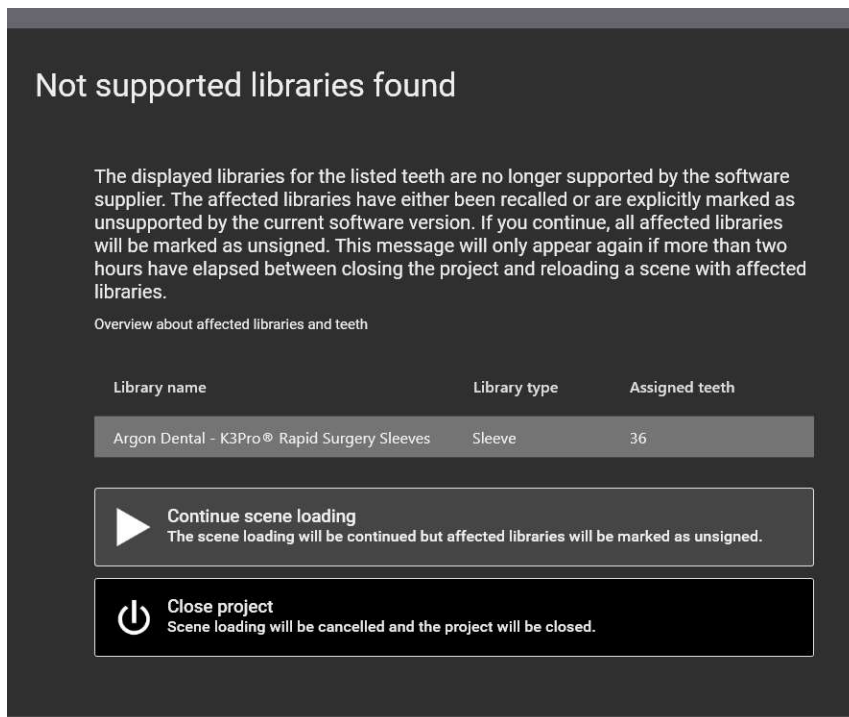 Not supported libraries found
The displayed libraries for the listed teeth are no longer supported by the software
supplier. The affected libraries have either been recalled or are explicitly marked as
unsupported by the current software version. If you continue, all affected libraries
will be marked as unsigned. This message will only appear again if more than two
hours have elapsed between closing the project and reloading a scene with affected
libraries.
Overview about affected libraries and teeth
Library name Library type Assigned teeth
Argon Dental - K3Pro® Rapid Surgery Sleeves Sleeve 36
Continue scene loading
The scene loading will be continued but affected libraries will be marked as unsigned.
Close project
Scene loading will be cancelled and the project will be closed.